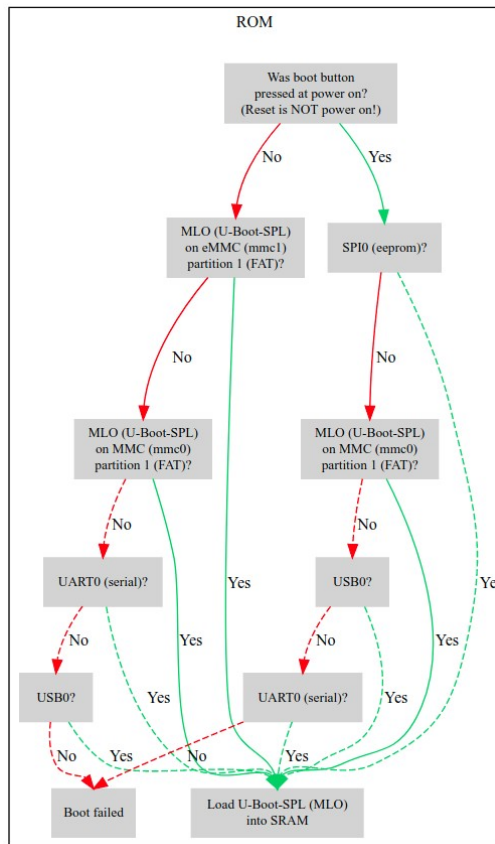 ROM
Was boot button
pressed at power on?
(Reset is NOT power on!)
No
Yes
MLO (U-Boot-SPL)
on eMMC (mmc1)
partition 1 (FAT)?
SPI0 (eeprom)?
No
No
MLO (U-Boot-SPL)
on MMC (mmc0)
partition 1 (FAT)?
MLO (U-Boot-SPL)
on MMC (mmc0)
partition 1 (FAT)?
No
No
UART0 (serial)?
Yes
USB0?
Yes
Ye
No
Yes
No
USB0?
Yes
UART0 (serial)?
Yes
No
Yes
No
Yes
Boot failed
Load U-Boot-SPL (MLO)
into SRAM